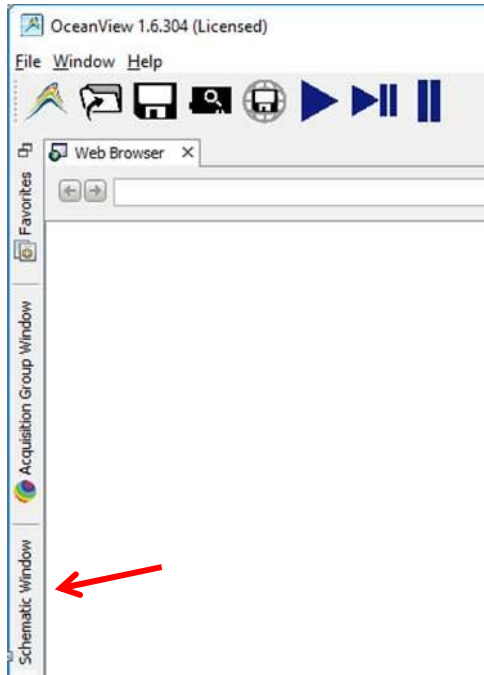 OceanView 1.6.304 (Licensed)
File Window Help
Web Browser
Favorites
Acquisition Group Window
Schematic Window